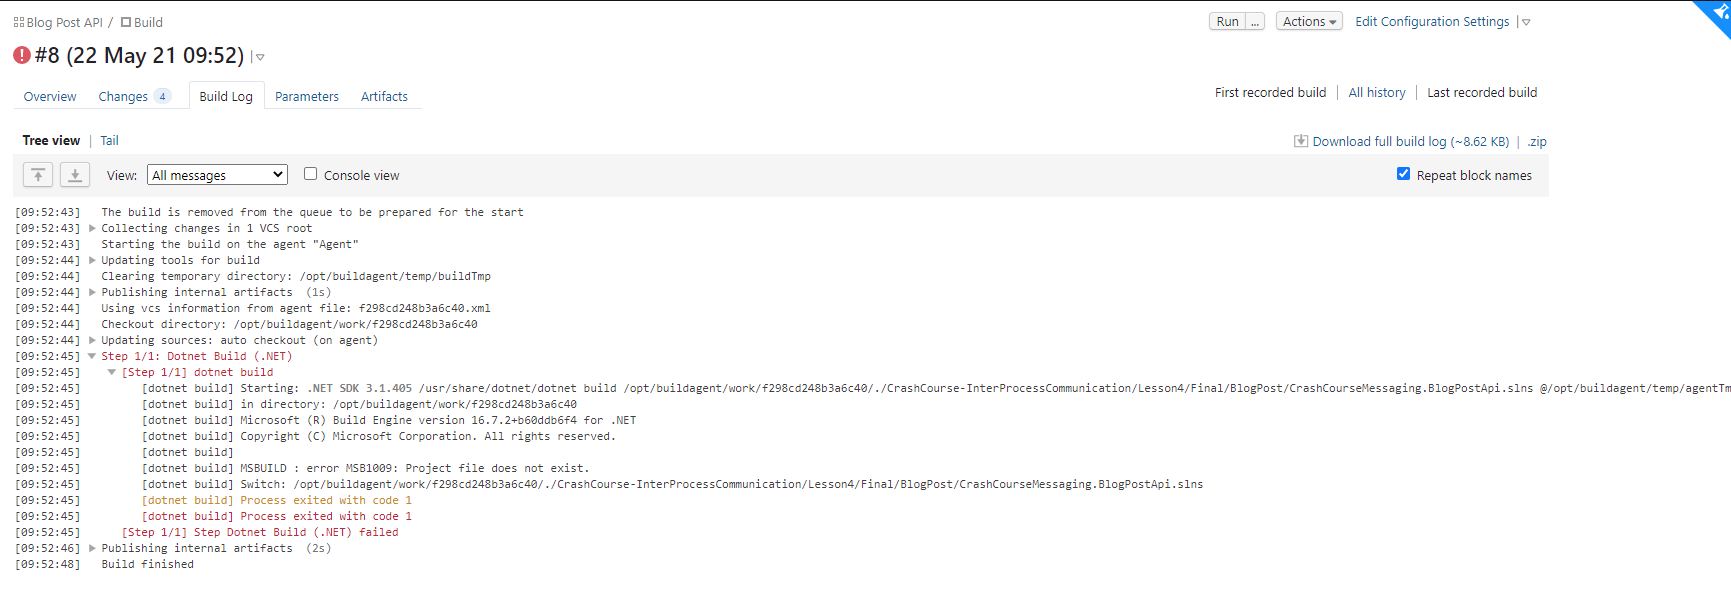 Blog Post API / Build
Run ... Actions Edit Configuration Settings
#8 (22 May 21 09:52)
Overview Changes 4 Build Log Parameters Artifacts
First recorded build All history Last recorded build
Tree view | Tail
Download full build log (~8.62 KB) | .zip
View: All messages Console view Repeat block names
[09:52:43] The build is removed from the queue to be prepared for the start
[09:52:43] Collecting changes in 1 VCS root
[09:52:43] Starting the build on the agent "Agent"
[09:52:44] Updating tools for build
[09:52:44] Clearing temporary directory: /opt/buildagent/temp/buildTmp
[09:52:44] Publishing internal artifacts (1s)
[09:52:44] Using vcs information from agent file: f298cd248b3a6c40.xml
[09:52:44] Checkout directory: /opt/buildagent/work/f298cd248b3a6c40
[09:52:44] Updating sources: auto checkout (on agent)
[09:52:45] Step 1/1: Dotnet Build (.NET)
[09:52:45] [Step 1/1] dotnet build
[09:52:45] [dotnet build] Starting: .NET SDK 3.1.405 /usr/share/dotnet/dotnet build /opt/buildagent/work/f298cd248b3a6c40/./CrashCourse-InterProcessCommunication/Lesson4/Final/BlogPost/CrashCourseMessaging.BlogPostApi.slns @/opt/buildagent/temp/agentTm
[09:52:45] [dotnet build] in directory: /opt/buildagent/work/f298cd248b3a6c40
[09:52:45] [dotnet build] Microsoft (R) Build Engine version 16.7.2+b60ddb6f4 for .NET
[09:52:45] [dotnet build] Copyright (C) Microsoft Corporation. All rights reserved.
[09:52:45] [dotnet build]
[09:52:45] [dotnet build] MSBUILD : error MSB1009: Project file does not exist.
[09:52:45] [dotnet build] Switch: /opt/buildagent/work/f298cd248b3a6c40/./CrashCourse-InterProcessCommunication/Lesson4/Final/BlogPost/CrashCourseMessaging.BlogPostApi.slns
[09:52:45] [dotnet build] Process exited with code 1
[09:52:45] [dotnet build] Process exited with code 1
[09:52:45] [Step 1/1] Step Dotnet Build (.NET) failed
[09:52:46] Publishing internal artifacts (2s)
[09:52:48] Build finished